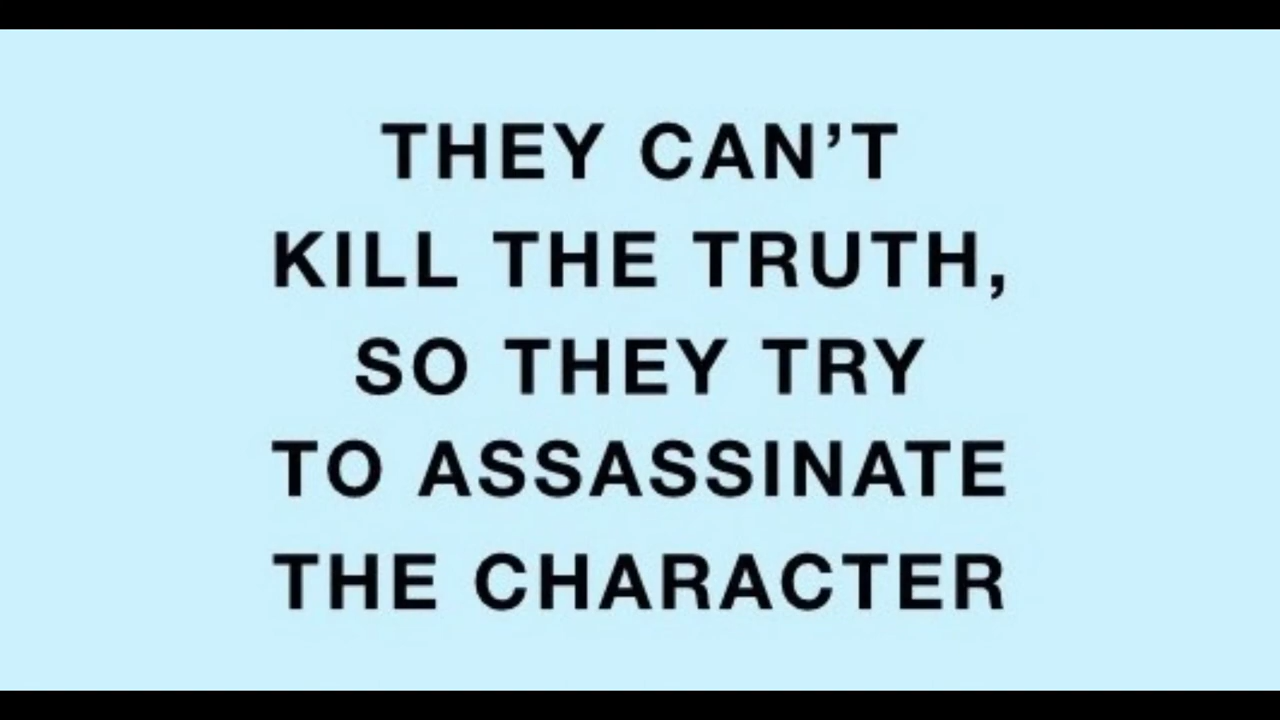 THEY CAN’T
KILL THE TRUTH,
SO THEY TRY
TO ASSASSINATE
THE CHARACTER